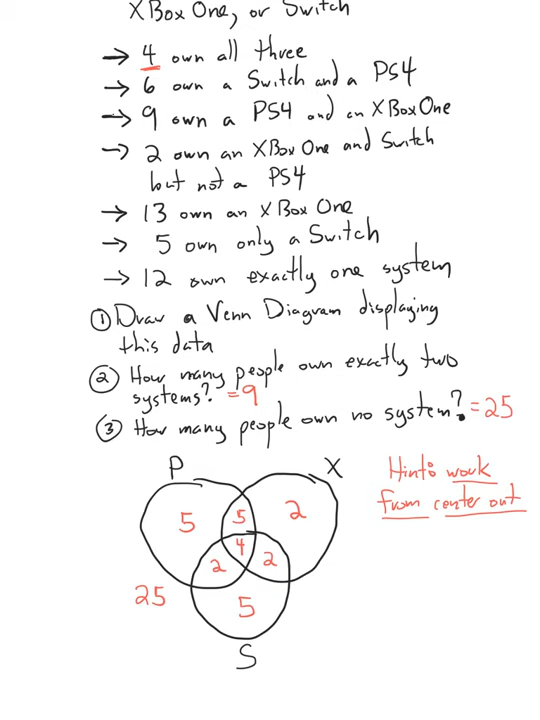 XBox One, or Switch
→ 4 own all three
→ 6 own a Switch and a PS4
→ 9 own a PS4 and an XBox One
→ 2 own an XBox One and Switch
but not a PS4
→ 13 own an XBox One
→ 5 own only a Switch
→ 12 own exactly one system
① Draw a Venn Diagram displaying
this data
② How many people own exactly two
systems? = 9
③ How many people own no system? = 25
Hint: work
from center out
P X
5 5 2
4
2 2
25 5
S